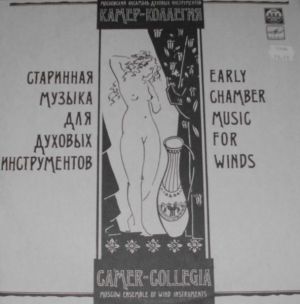 МОСКОВСКИЙ АНСАМБЛЬ ДУХОВЫХ ИНСТРУМЕНТОВ
КАМЕР-КОЛЛЕГИЯ
СТАРИННАЯ
МУЗЫКА
ДЛЯ
ДУХОВЫХ
ИНСТРУМЕНТОВ
EARLY
CHAMBER
MUSIC
FOR
WINDS
CAMER-COLLEGIA
MOSCOW ENSEMBLE OF WIND INSTRUMENTS